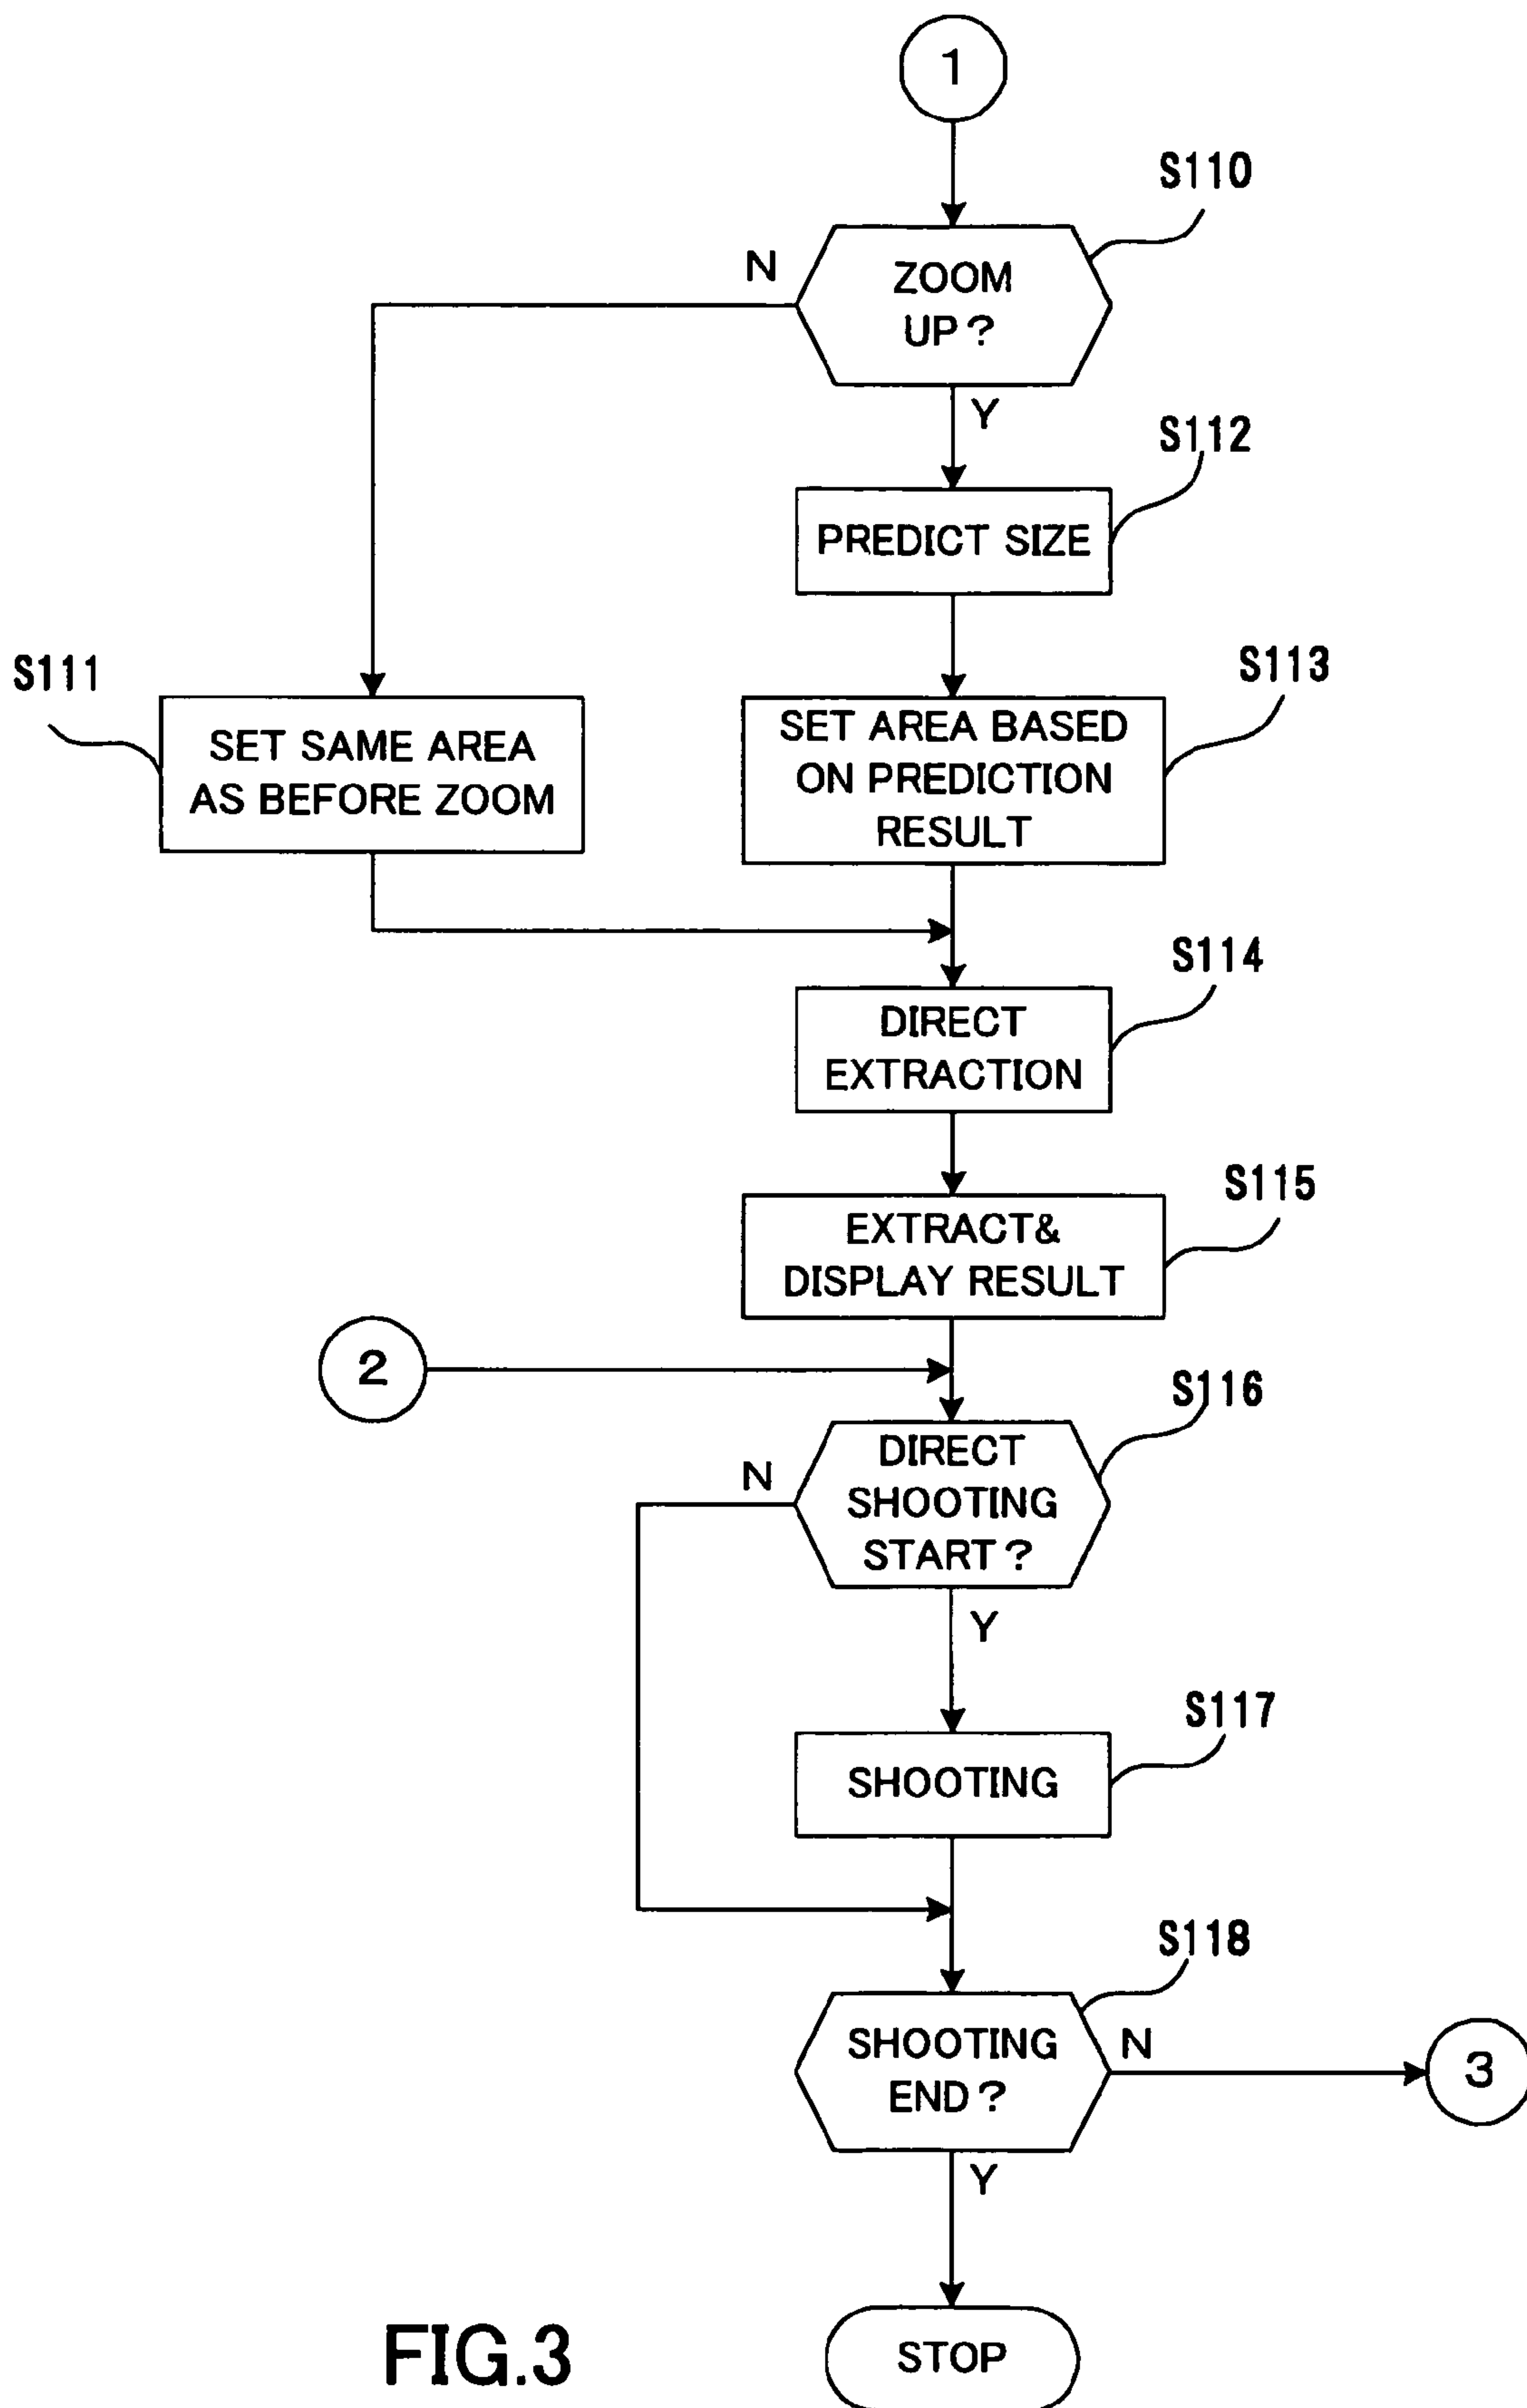 1
S110
N
ZOOM
UP?
Y
S112
PREDICT SIZE
S111
S113
SET SAME AREA
AS BEFORE ZOOM
SET AREA BASED
ON PREDICTION
RESULT
S114
DIRECT
EXTRACTION
S115
EXTRACT&
DISPLAY RESULT
2
S116
N
DIRECT
SHOOTING
START?
Y
S117
SHOOTING
S118
SHOOTING
END?
N
3
Y
STOP
FIG.3